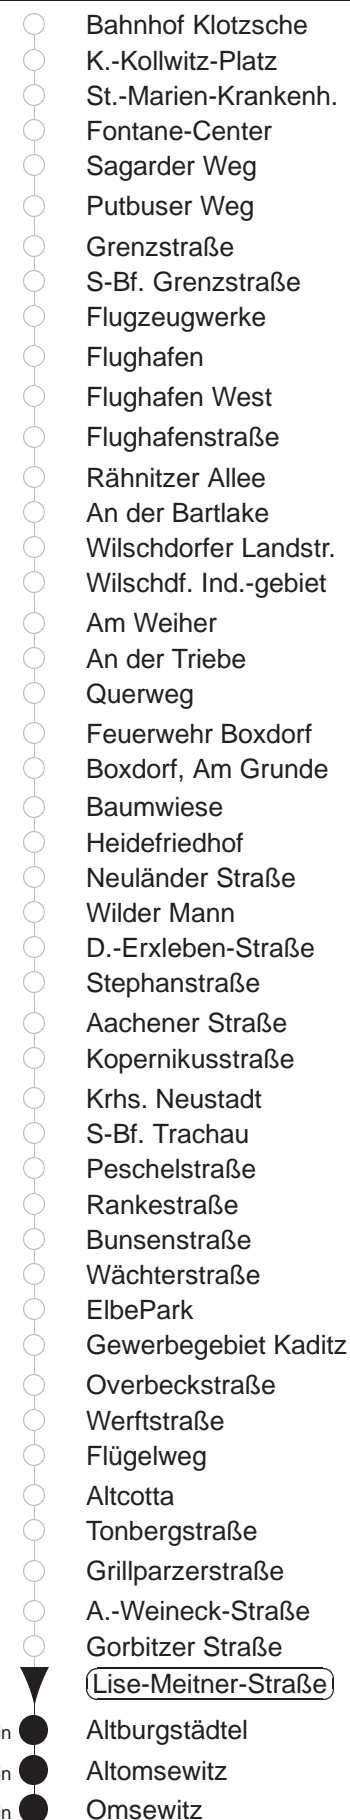 Bahnhof Klotzsche
K.-Kollwitz-Platz
St.-Marien-Krankenh.
Fontane-Center
Sagarder Weg
Putbuser Weg
Grenzstraße
S-Bf. Grenzstraße
Flugzeugwerke
Flughafen
Flughafen West
Flughafenstraße
Rähnitzer Allee
An der Bartlake
Wilschdorfer Landstr.
Wilschdf. Ind.-gebiet
Am Weiher
An der Triebe
Querweg
Feuerwehr Boxdorf
Boxdorf, Am Grunde
Baumwiese
Heidefriedhof
Neuländer Straße
Wilder Mann
D.-Erxleben-Straße
Stephanstraße
Aachener Straße
Kopernikusstraße
Krhs. Neustadt
S-Bf. Trachau
Peschelstraße
Rankestraße
Bunsenstraße
Wächterstraße
ElbePark
Gewerbegebiet Kaditz
Overbeckstraße
Werftstraße
Flügelweg
Altcotta
Tonbergstraße
Grillparzerstraße
A.-Weineck-Straße
Gorbitzer Straße
Lise-Meitner-Straße
Altburgstädtel
Altomsewitz
Omsewitz